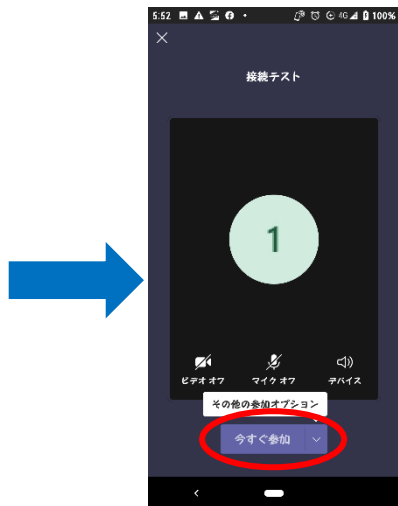 5:52 4G 100%
接続テスト
1
ビデオ オフ マイク オフ デバイス
その他の参加オプション
今すぐ参加